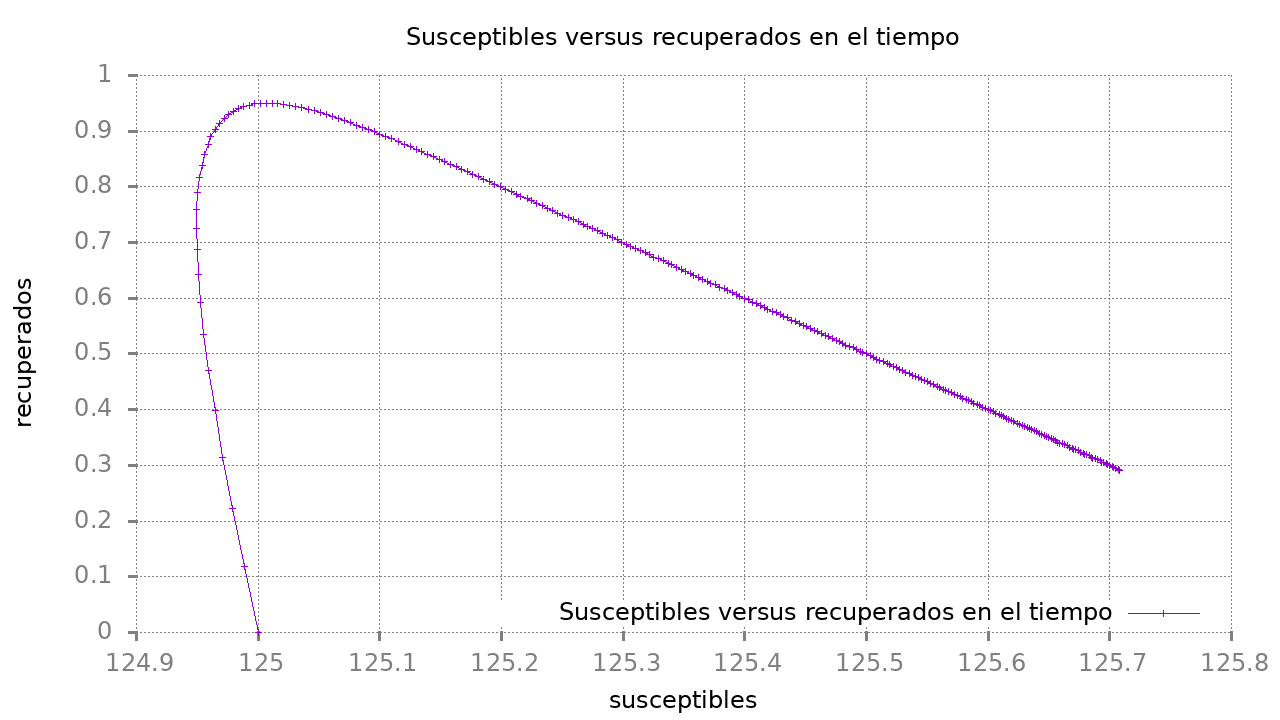 Susceptibles versus recuperados en el tiempo
1
0.9
0.8
0.7
0.6
0.5
0.4
0.3
0.2
0.1
0
recuperados
Susceptibles versus recuperados en el tiempo
124.9 125 125.1 125.2 125.3 125.4 125.5 125.6 125.7 125.8
susceptibles